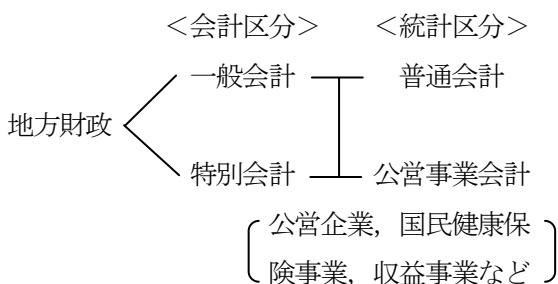 <会計区分> <統計区分>
一般会計 普通会計
地方財政
特別会計 公営事業会計
公営企業，国民健康保
険事業，収益事業など